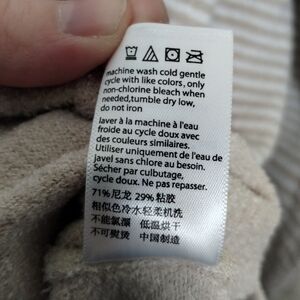 machine wash cold gentle
cycle with like colors, only
non-chlorine bleach when
needed,tumble dry low,
do not iron
laver à la machine à l'eau
froide au cycle doux avec des
couleurs similaires.
Utiliser uniquement de l'eau de
Javel sans chlore au besoin.
Sécher par culbutage,
cycle doux. Ne pas repasser.
71%尼龙 29%粘胶
相似色冷水轻柔机洗
不能氯漂 低温烘干
不可熨烫 中国制造